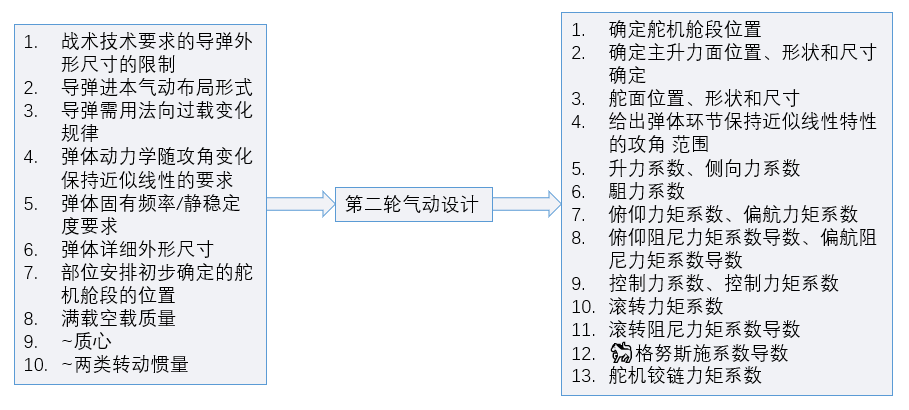 1. 战术技术要求的导弹外
形尺寸的限制
2. 导弹进本气动布局形式
3. 导弹需用法向过载变化
规律
4. 弹体动力学随攻角变化
保持近似线性的要求
5. 弹体固有频率/静稳定
度要求
6. 弹体详细外形尺寸
7. 部位安排初步确定的舵
机舱段的位置
8. 满载空载质量
9. ~质心
10. ~两类转动惯量
第二轮气动设计
1. 确定舵机舱段位置
2. 确定主升力面位置、形状和尺寸
确定
3. 舵面位置、形状和尺寸
4. 给出弹体环节保持近似线性特性
的攻角 范围
5. 升力系数、侧向力系数
6. 駔力系数
7. 俯仰力矩系数、偏航力矩系数
8. 俯仰阻尼力矩系数导数、偏航阻
尼力矩系数导数
9. 控制力系数、控制力矩系数
10. 滚转力矩系数
11. 滚转阻尼力矩系数导数
12. 🐎格努斯施系数导数
13. 舵机铰链力矩系数